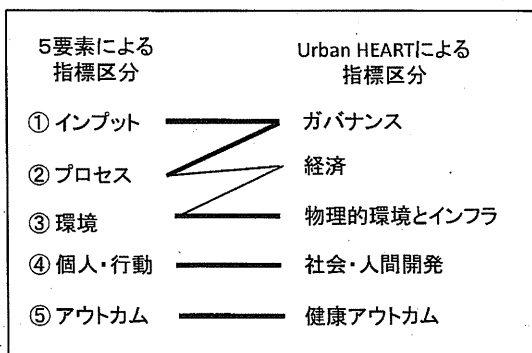 5要素による
指標区分
Urban HEARTによる
指標区分
① インプット
ガバナンス
② プロセス
経済
③ 環境
物理的環境とインフラ
④ 個人・行動
社会・人間開発
⑤ アウトカム
健康アウトカム